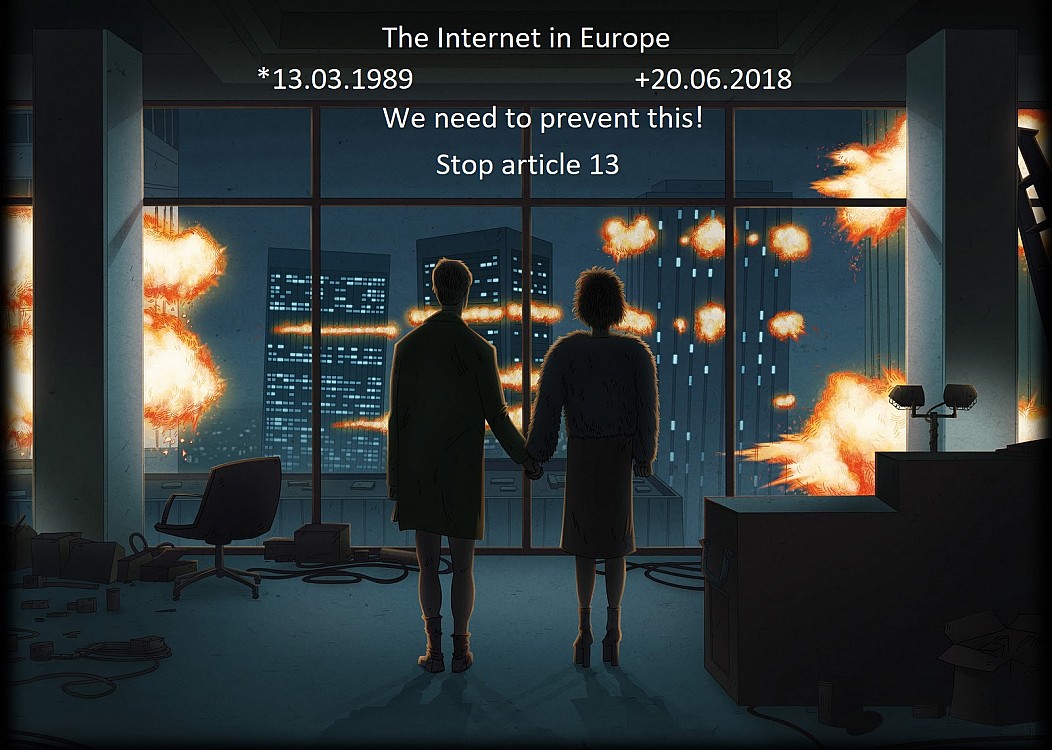 The Internet in Europe
*13.03.1989 +20.06.2018
We need to prevent this!
Stop article 13